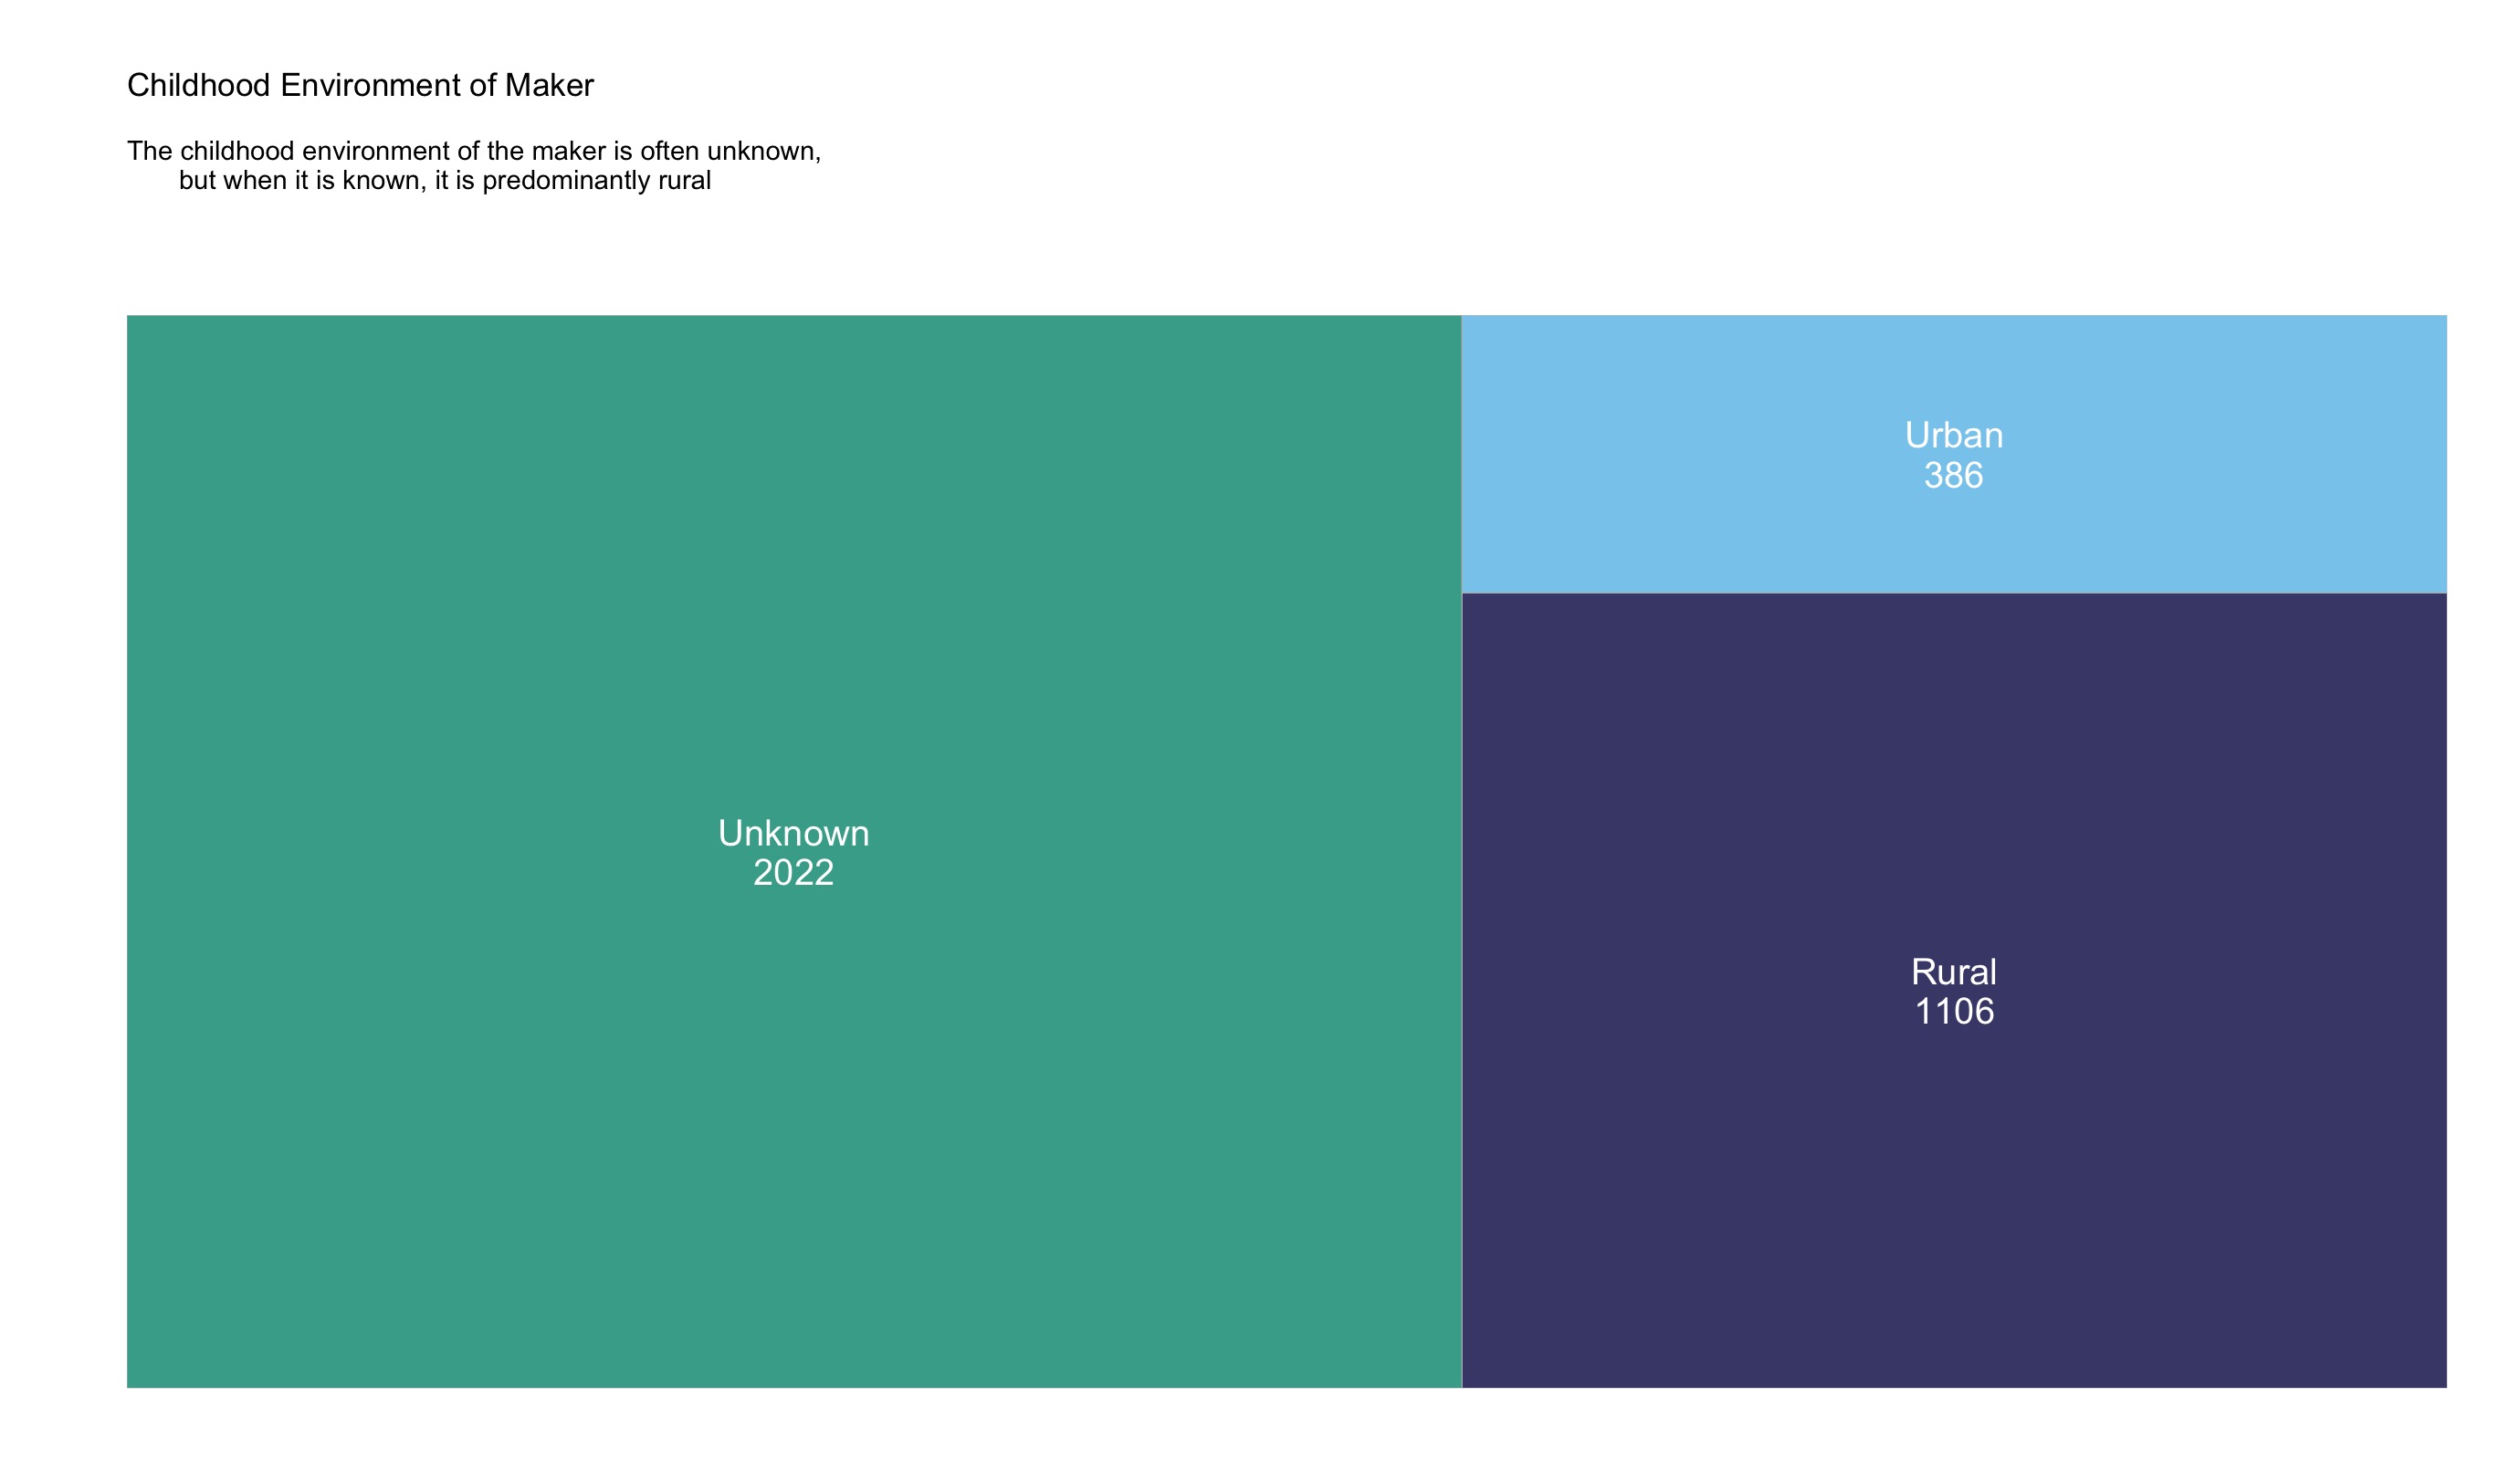 Childhood Environment of Maker
The childhood environment of the maker is often unknown,
but when it is known, it is predominantly rural
Urban
386
Unknown
2022
Rural
1106